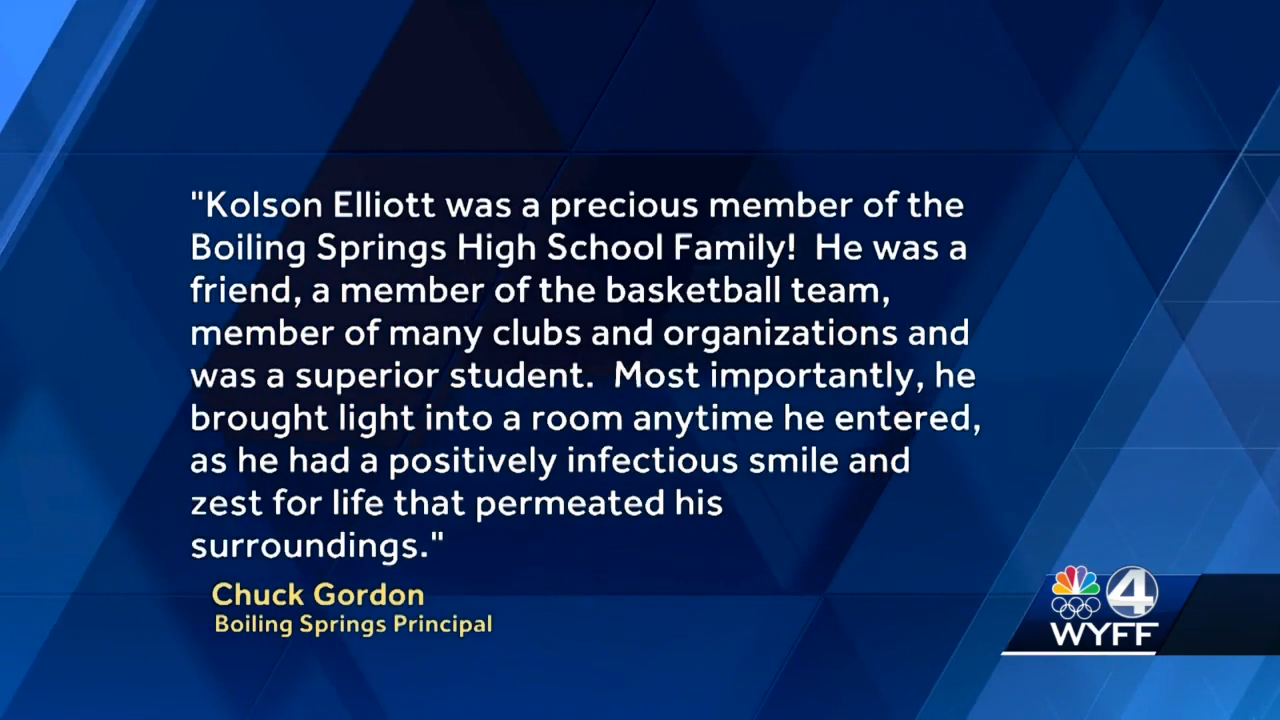 "Kolson Elliott was a precious member of the
Boiling Springs High School Family!  He was a
friend, a member of the basketball team,
member of many clubs and organizations and
was a superior student.  Most importantly, he
brought light into a room anytime he entered,
as he had a positively infectious smile and
zest for life that permeated his
surroundings."
Chuck Gordon
Boiling Springs Principal
4
WYFF